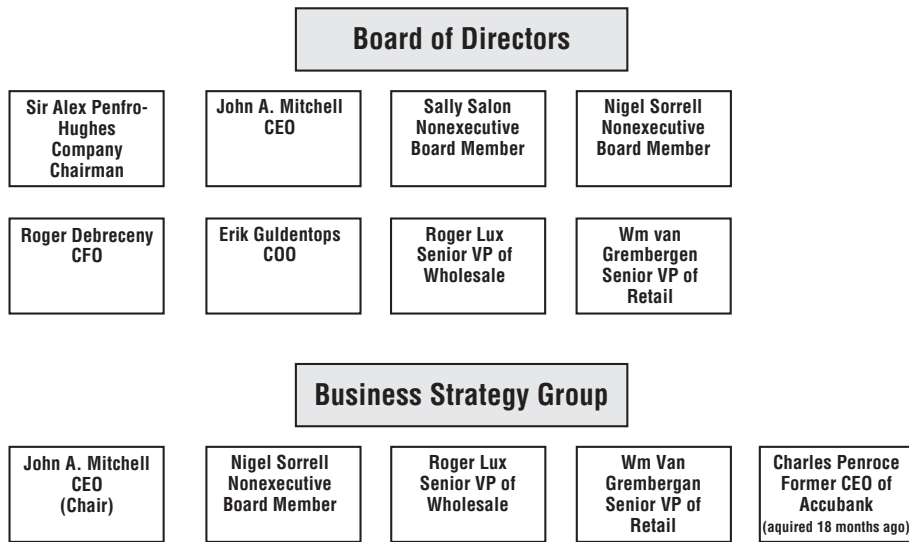 Board of Directors
Sir Alex Penfro-
Hughes
Company
Chairman
John A. Mitchell
CEO
Sally Salon
Nonexecutive
Board Member
Nigel Sorrell
Nonexecutive
Board Member
Roger Debreceny
CFO
Erik Guldentops
COO
Roger Lux
Senior VP of
Wholesale
Wm van
Grembergen
Senior VP of
Retail
Business Strategy Group
John A. Mitchell
CEO
(Chair)
Nigel Sorrell
Nonexecutive
Board Member
Roger Lux
Senior VP of
Wholesale
Wm Van
Grembergan
Senior VP of
Retail
Charles Penroce
Former CEO of
Accubank
(aquired 18 months ago)